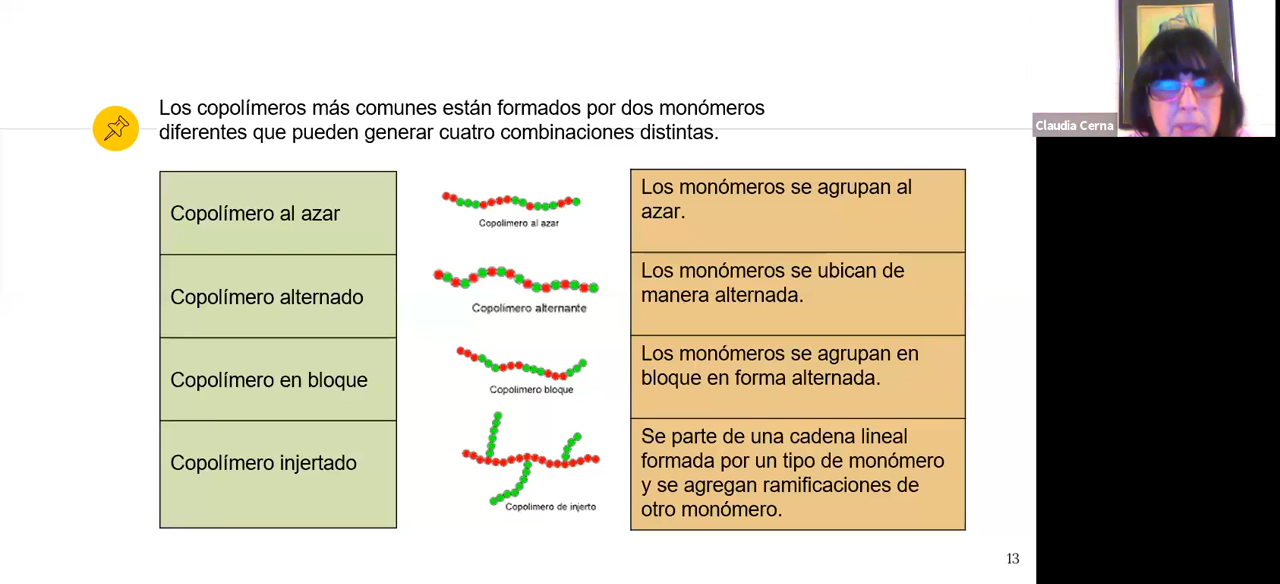 Los copolímeros más comunes están formados por dos monómeros
diferentes que pueden generar cuatro combinaciones distintas.
Claudia Cerna
Copolímero al azar
Copolimero al azar
Los monómeros se agrupan al
azar.
Copolímero alternado
Copolimero alternante
Los monómeros se ubican de
manera alternada.
Copolímero en bloque
Copolimero bloque
Los monómeros se agrupan en
bloque en forma alternada.
Copolímero injertado
Copolimero de injerto
Se parte de una cadena lineal
formada por un tipo de monómero
y se agregan ramificaciones de
otro monómero.
13